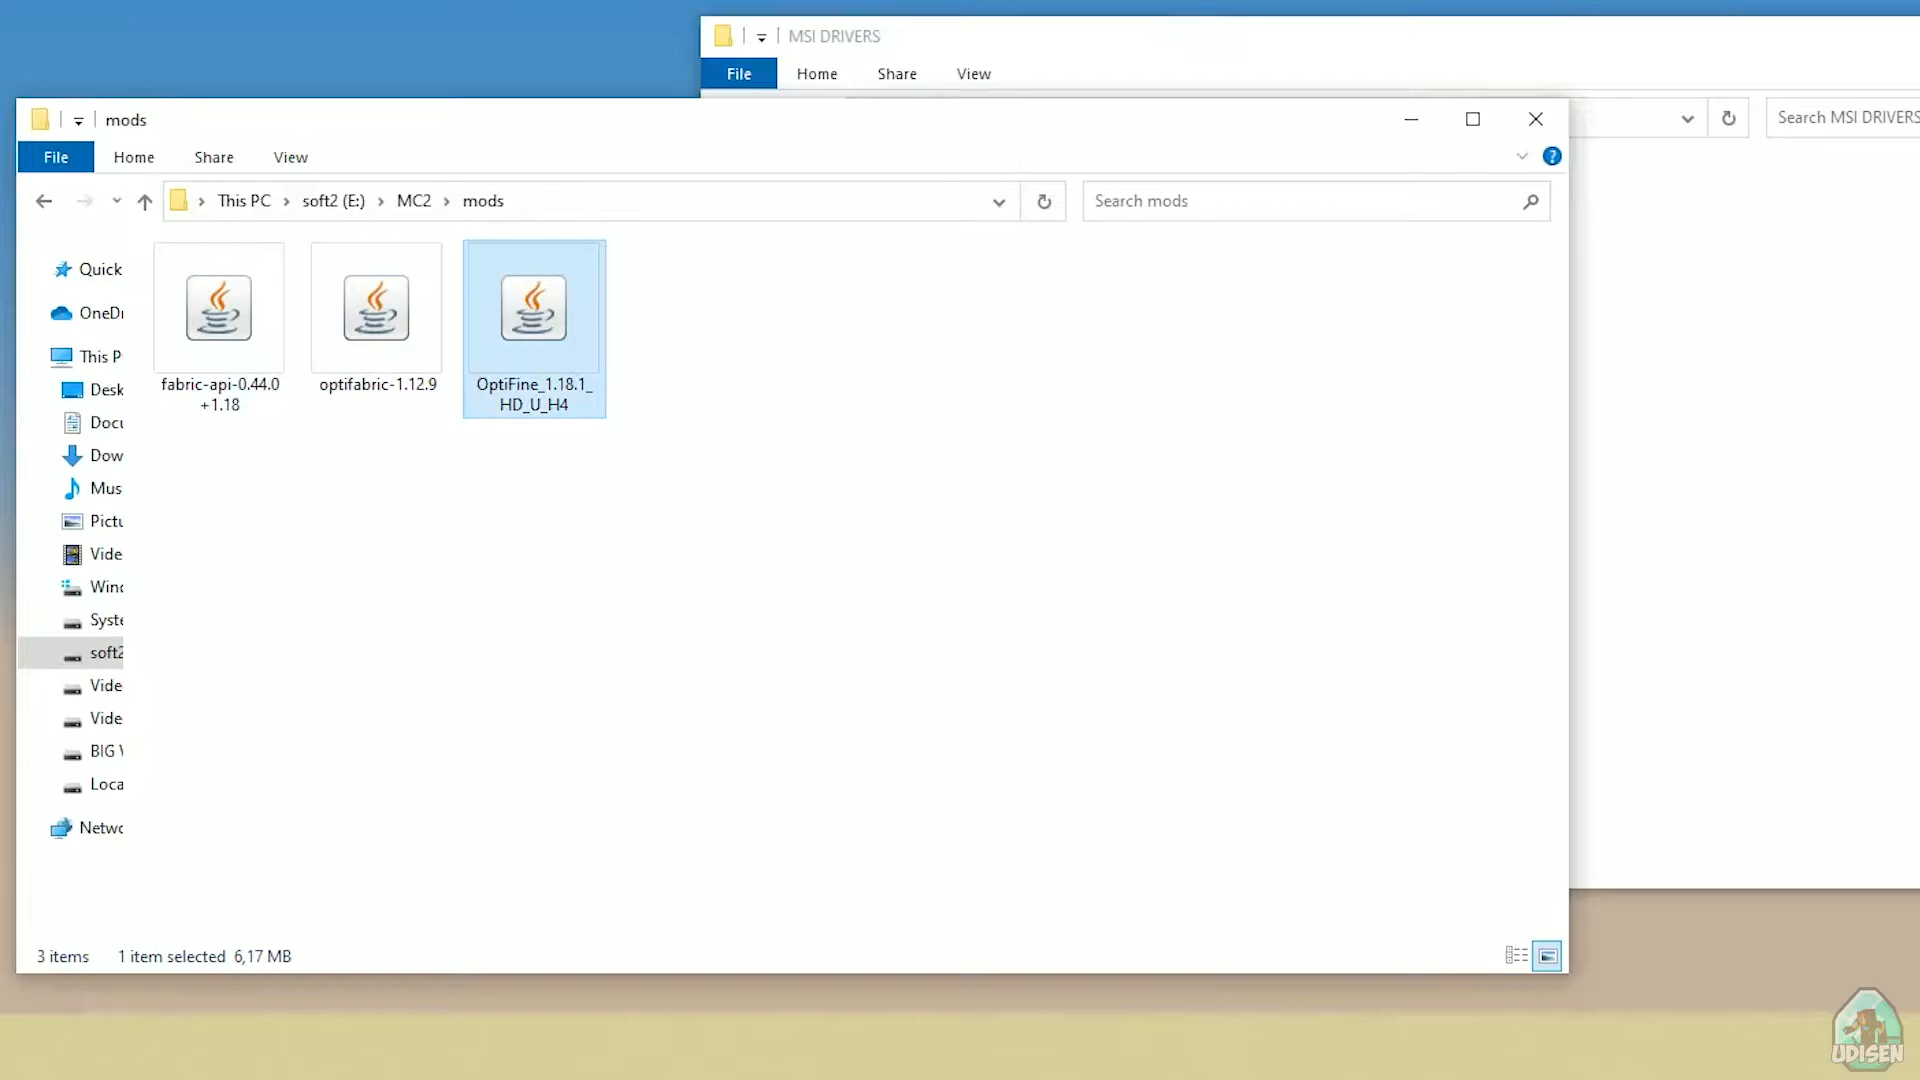 MSI DRIVERS
File Home Share View
Search MSI DRIVERS
mods
File Home Share View
This PC soft2 (E:) MC2 mods
Search mods
Quick
OneDr
This P
Desk
Docu
Dow
Mus
Pictu
Vide
Wind
Syste
soft2
Vide
Vide
BIG V
Loca
Netwo
fabric-api-0.44.0
+1.18
optifabric-1.12.9
OptiFine_1.18.1_
HD_U_H4
3 items 1 item selected 6,17 MB
UDISEN